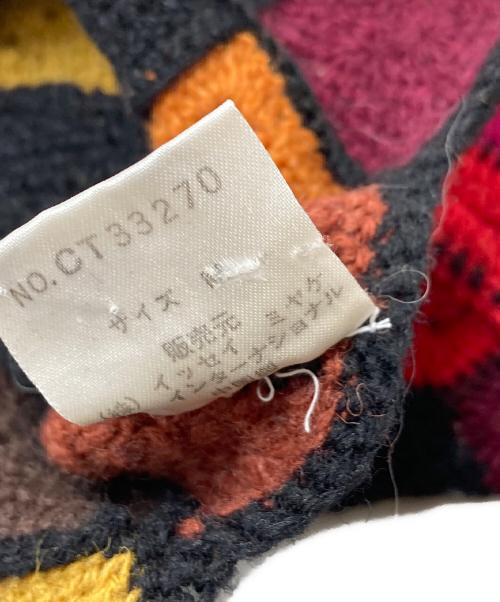 NO.CT33270
サイズ M
販売元 ミヤケ
イッセイ
(株) インターナショナル